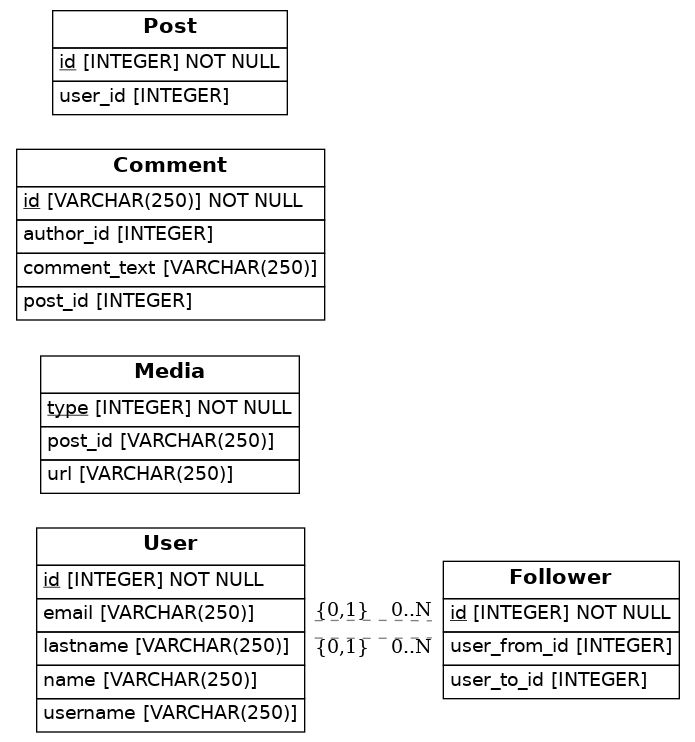 Post
id [INTEGER] NOT NULL
user_id [INTEGER]
Comment
id [VARCHAR(250)] NOT NULL
author_id [INTEGER]
comment_text [VARCHAR(250)]
post_id [INTEGER]
Media
type [INTEGER] NOT NULL
post_id [VARCHAR(250)]
url [VARCHAR(250)]
User
id [INTEGER] NOT NULL
email [VARCHAR(250)]
lastname [VARCHAR(250)]
name [VARCHAR(250)]
username [VARCHAR(250)]
{0,1} 0..N
{0,1} 0..N
Follower
id [INTEGER] NOT NULL
user_from_id [INTEGER]
user_to_id [INTEGER]